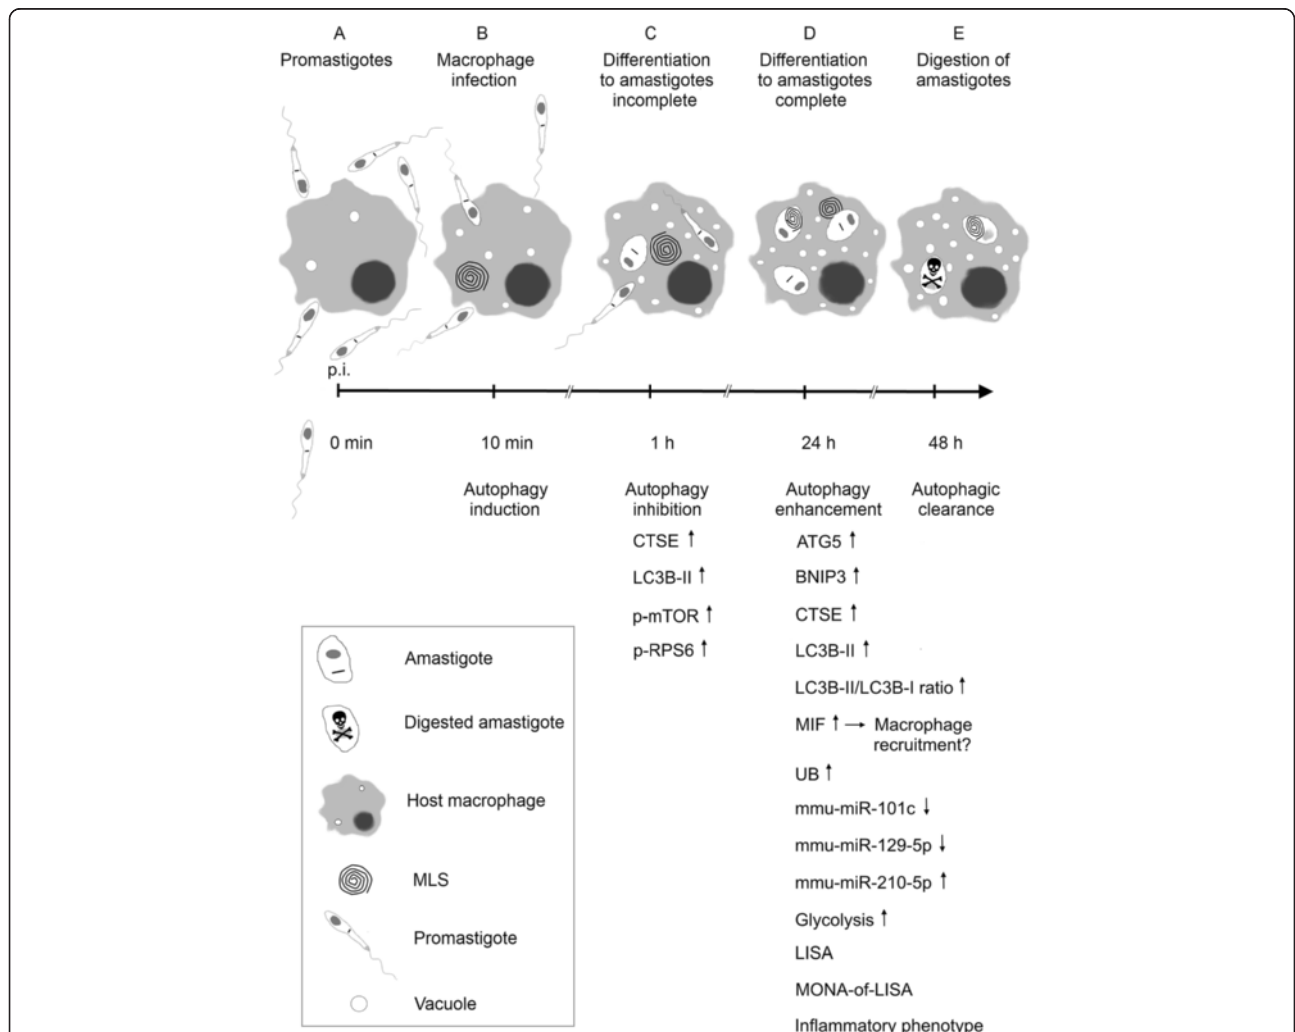 A
Promastigotes
B
Macrophage
infection
C
Differentiation
to amastigotes
incomplete
D
Differentiation
to amastigotes
complete
E
Digestion of
amastigotes
p.i.
0 min
10 min
1 h
24 h
48 h
Autophagy
induction
Autophagy
inhibition
CTSE ↑
LC3B-II ↑
p-mTOR ↑
p-RPS6 ↑
Autophagy
enhancement
ATG5 ↑
BNIP3 ↑
CTSE ↑
LC3B-II ↑
LC3B-II/LC3B-I ratio ↑
MIF ↑ → Macrophage
recruitment?
UB ↑
mmu-miR-101c ↓
mmu-miR-129-5p ↓
mmu-miR-210-5p ↑
Glycolysis ↑
LISA
MONA-of-LISA
Inflammatory phenotype
Autophagic
clearance
Amastigote
Digested amastigote
Host macrophage
MLS
Promastigote
Vacuole